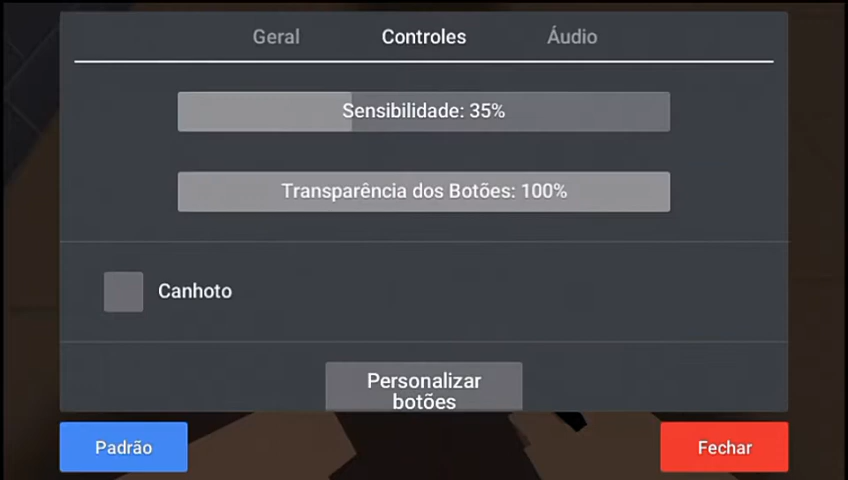 Geral Controles Áudio
Sensibilidade: 35%
Transparência dos Botões: 100%
Canhoto
Personalizar
botões
Padrão Fechar